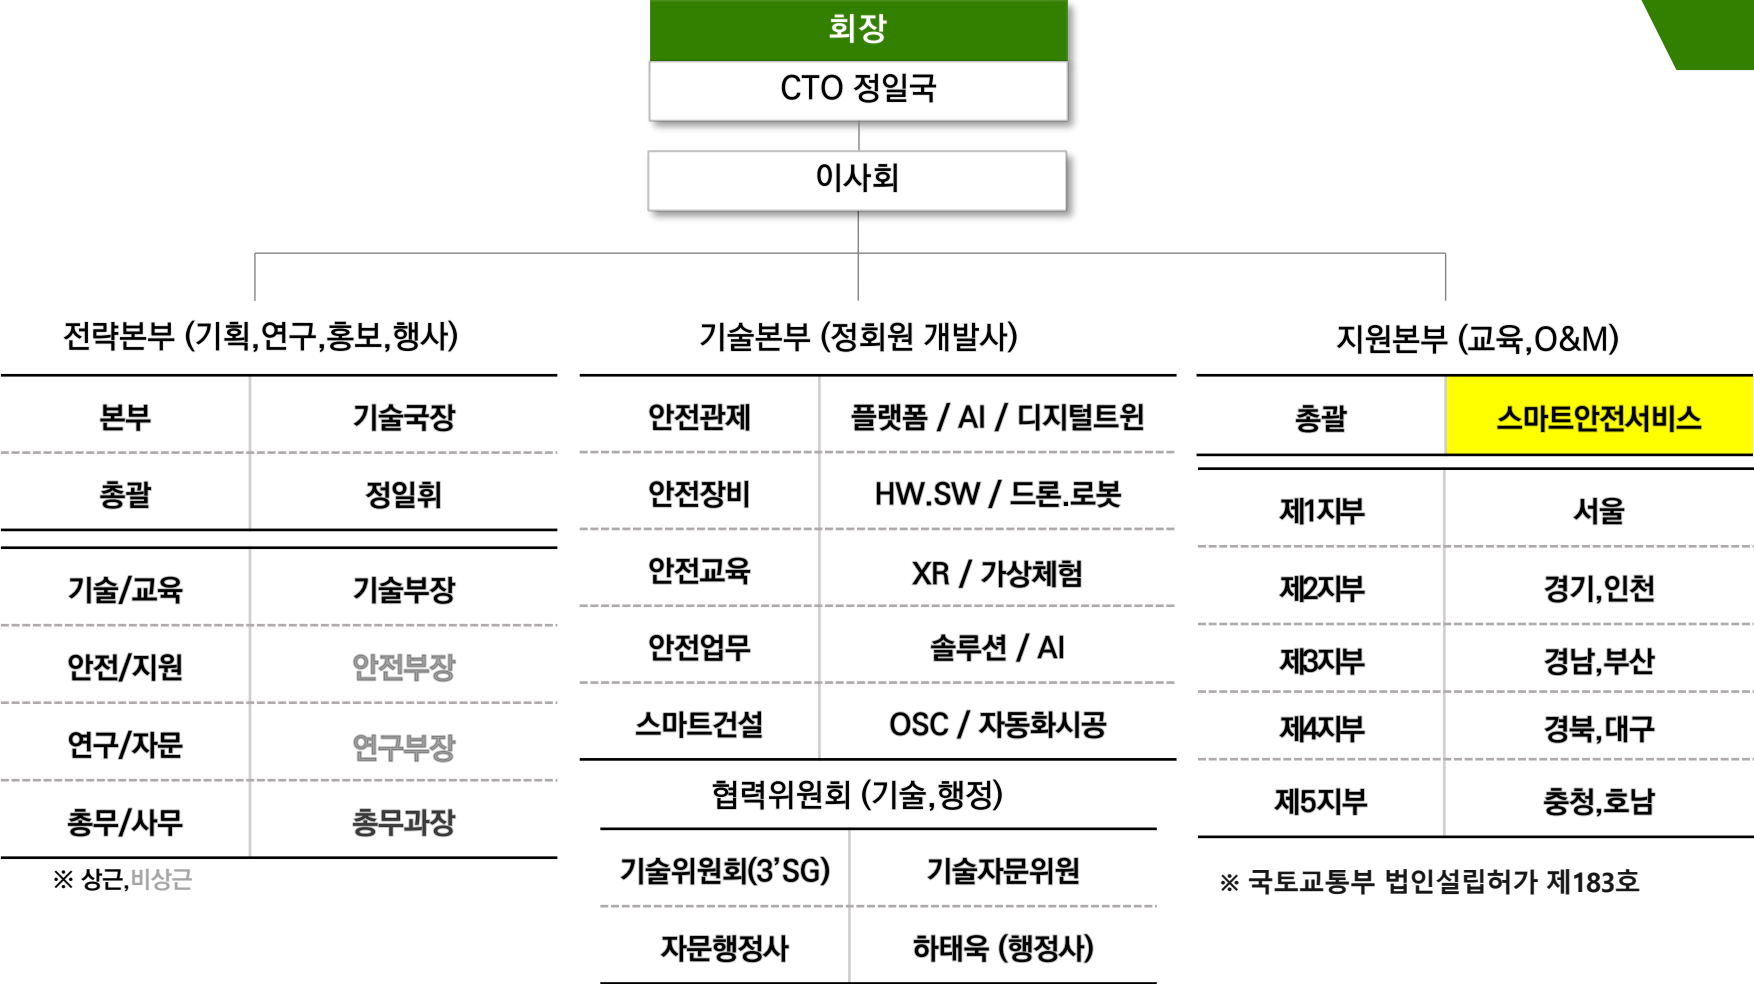 회장
CTO 정일국
이사회
전략본부 (기획,연구,홍보,행사)
본부 기술국장
총괄 정일휘
기술/교육 기술부장
안전/지원 안전부장
연구/자문 연구부장
총무/사무 총무과장
※ 상근,비상근
기술본부 (정회원 개발사)
안전관제 플랫폼 / AI / 디지털트윈
안전장비 HW.SW / 드론.로봇
안전교육 XR / 가상체험
안전업무 솔루션 / AI
스마트건설 OSC / 자동화시공
협력위원회 (기술,행정)
기술위원회(3’SG) 기술자문위원
자문행정사 하태욱 (행정사)
지원본부 (교육,O&M)
총괄 스마트안전서비스
제1지부 서울
제2지부 경기,인천
제3지부 경남,부산
제4지부 경북,대구
제5지부 충청,호남
※ 국토교통부 법인설립허가 제183호